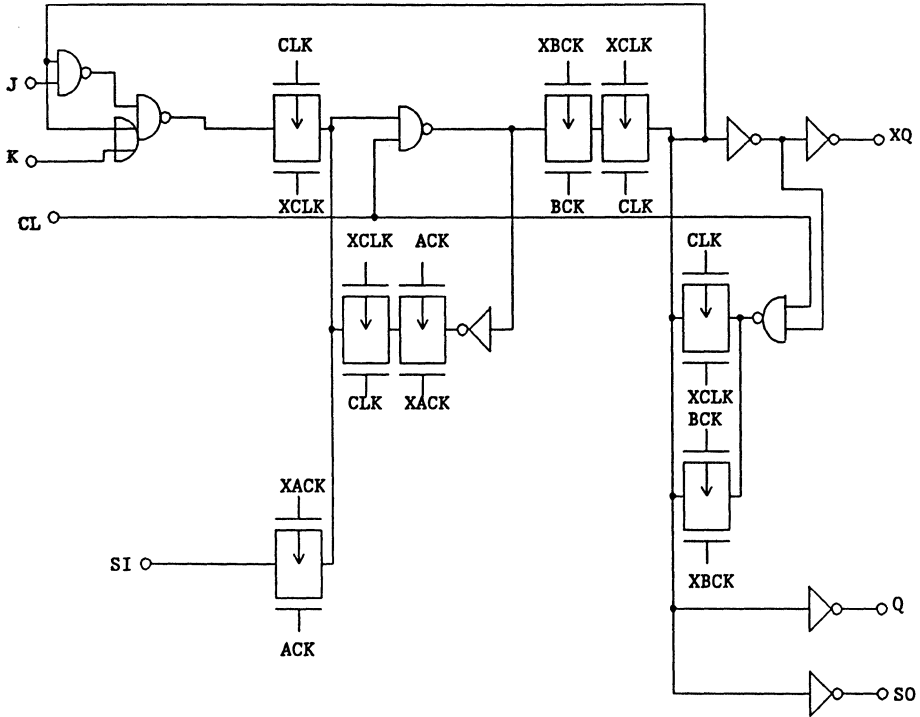 CLK
XBCK XCLK
J
XQ
K
XCLK
BCK CLK
CL
XCLK ACK
CLK
CLK XACK
XCLK
BCK
XACK
SI
XBCK
Q
ACK
SO